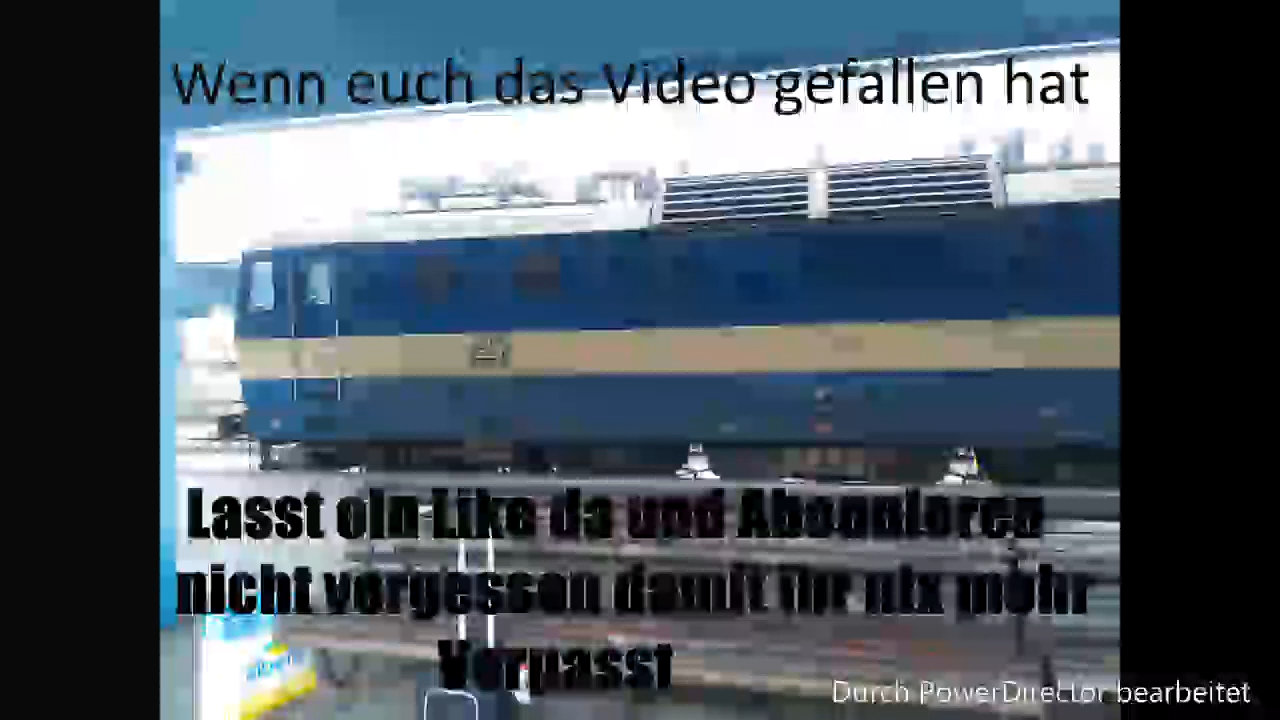 Wenn euch das Video gefallen hat
Lasst ein Like da und Abonnieren
nicht vergessen damit ihr nix mehr
Verpasst
Durch PowerDirector bearbeitet